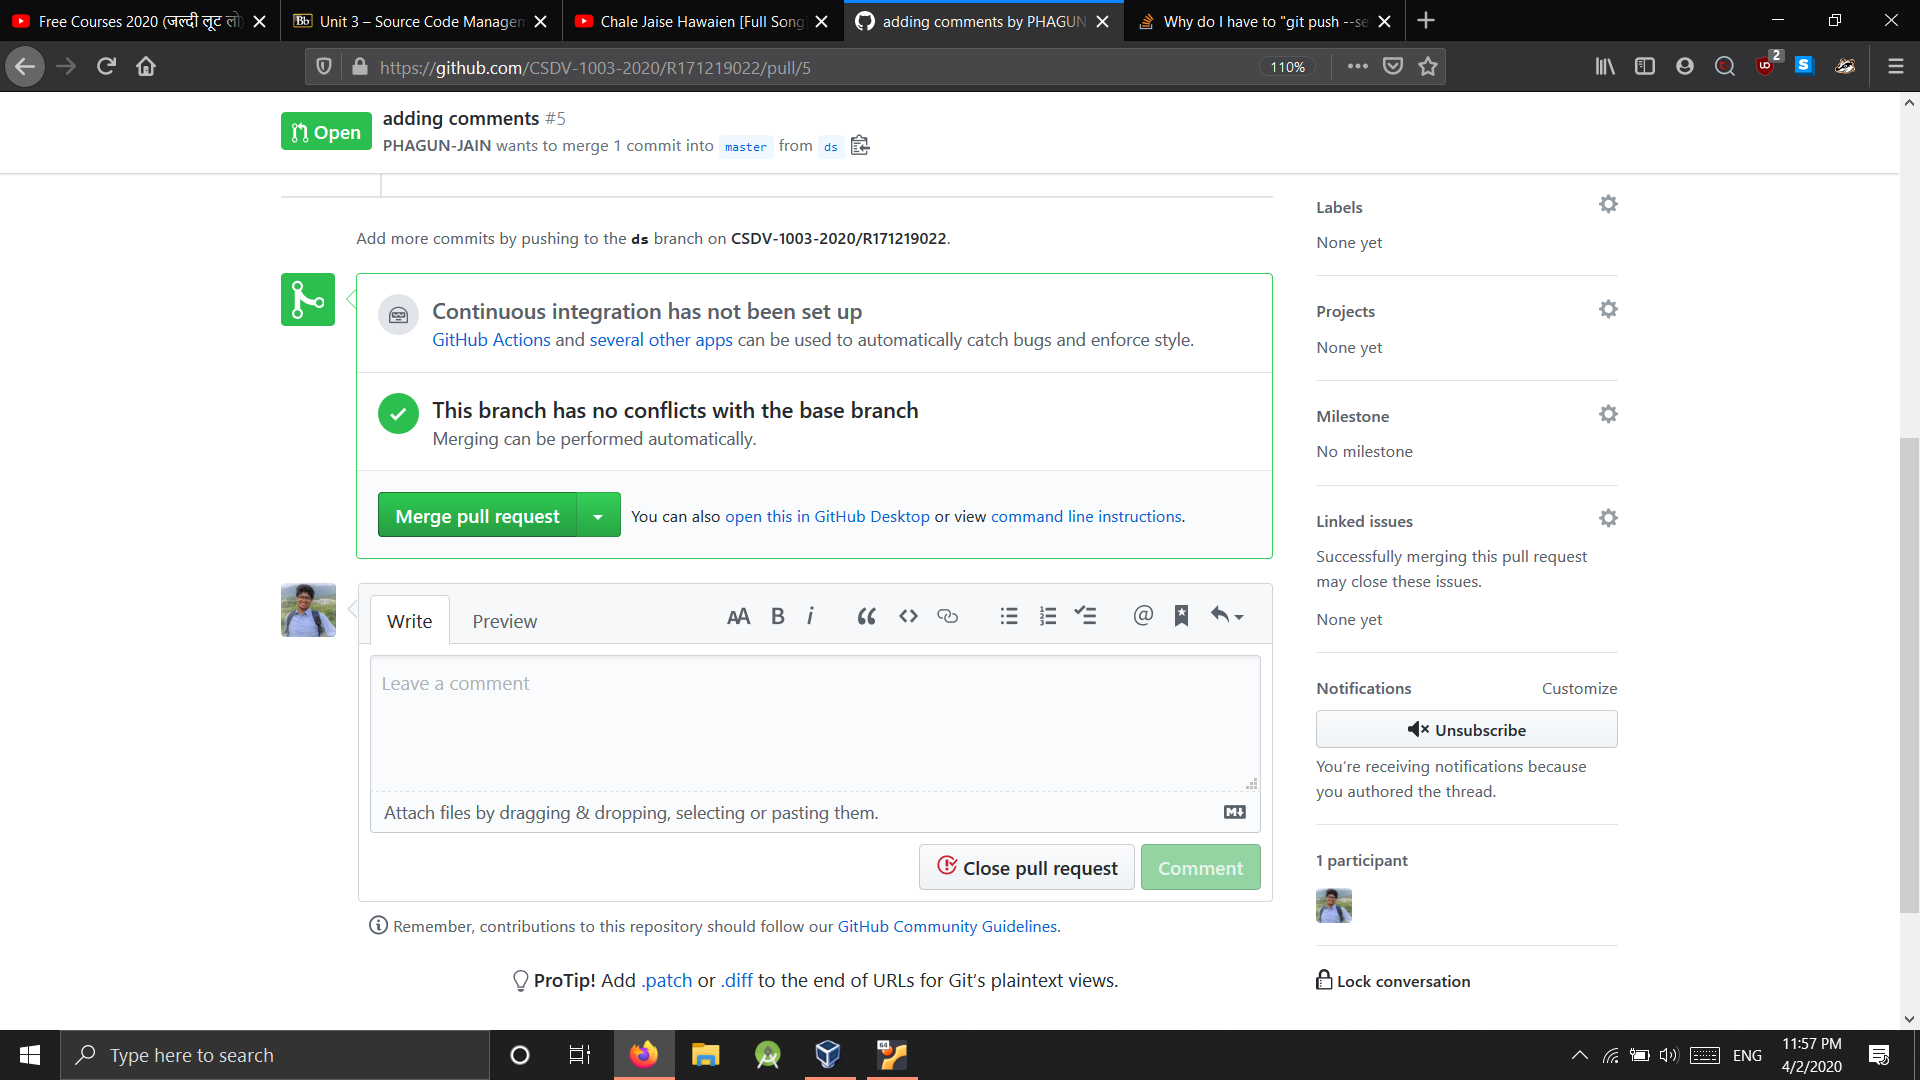 Free Courses 2020 (जल्दी लूट लो)
Unit 3 – Source Code Managem
Chale Jaise Hawaien [Full Song]
adding comments by PHAGUN
Why do I have to "git push --se
https://github.com/CSDV-1003-2020/R171219022/pull/5
110%
2
Open
adding comments #5
PHAGUN-JAIN wants to merge 1 commit into master from ds
Add more commits by pushing to the ds branch on CSDV-1003-2020/R171219022.
Continuous integration has not been set up
GitHub Actions and several other apps can be used to automatically catch bugs and enforce style.
This branch has no conflicts with the base branch
Merging can be performed automatically.
Merge pull request
You can also open this in GitHub Desktop or view command line instructions.
Write
Preview
Leave a comment
Attach files by dragging & dropping, selecting or pasting them.
Close pull request
Comment
Remember, contributions to this repository should follow our GitHub Community Guidelines.
ProTip! Add .patch or .diff to the end of URLs for Git's plaintext views.
Labels
None yet
Projects
None yet
Milestone
No milestone
Linked issues
Successfully merging this pull request
may close these issues.
None yet
Notifications
Customize
Unsubscribe
You're receiving notifications because
you authored the thread.
1 participant
Lock conversation
Type here to search
64
ENG
11:57 PM
4/2/2020